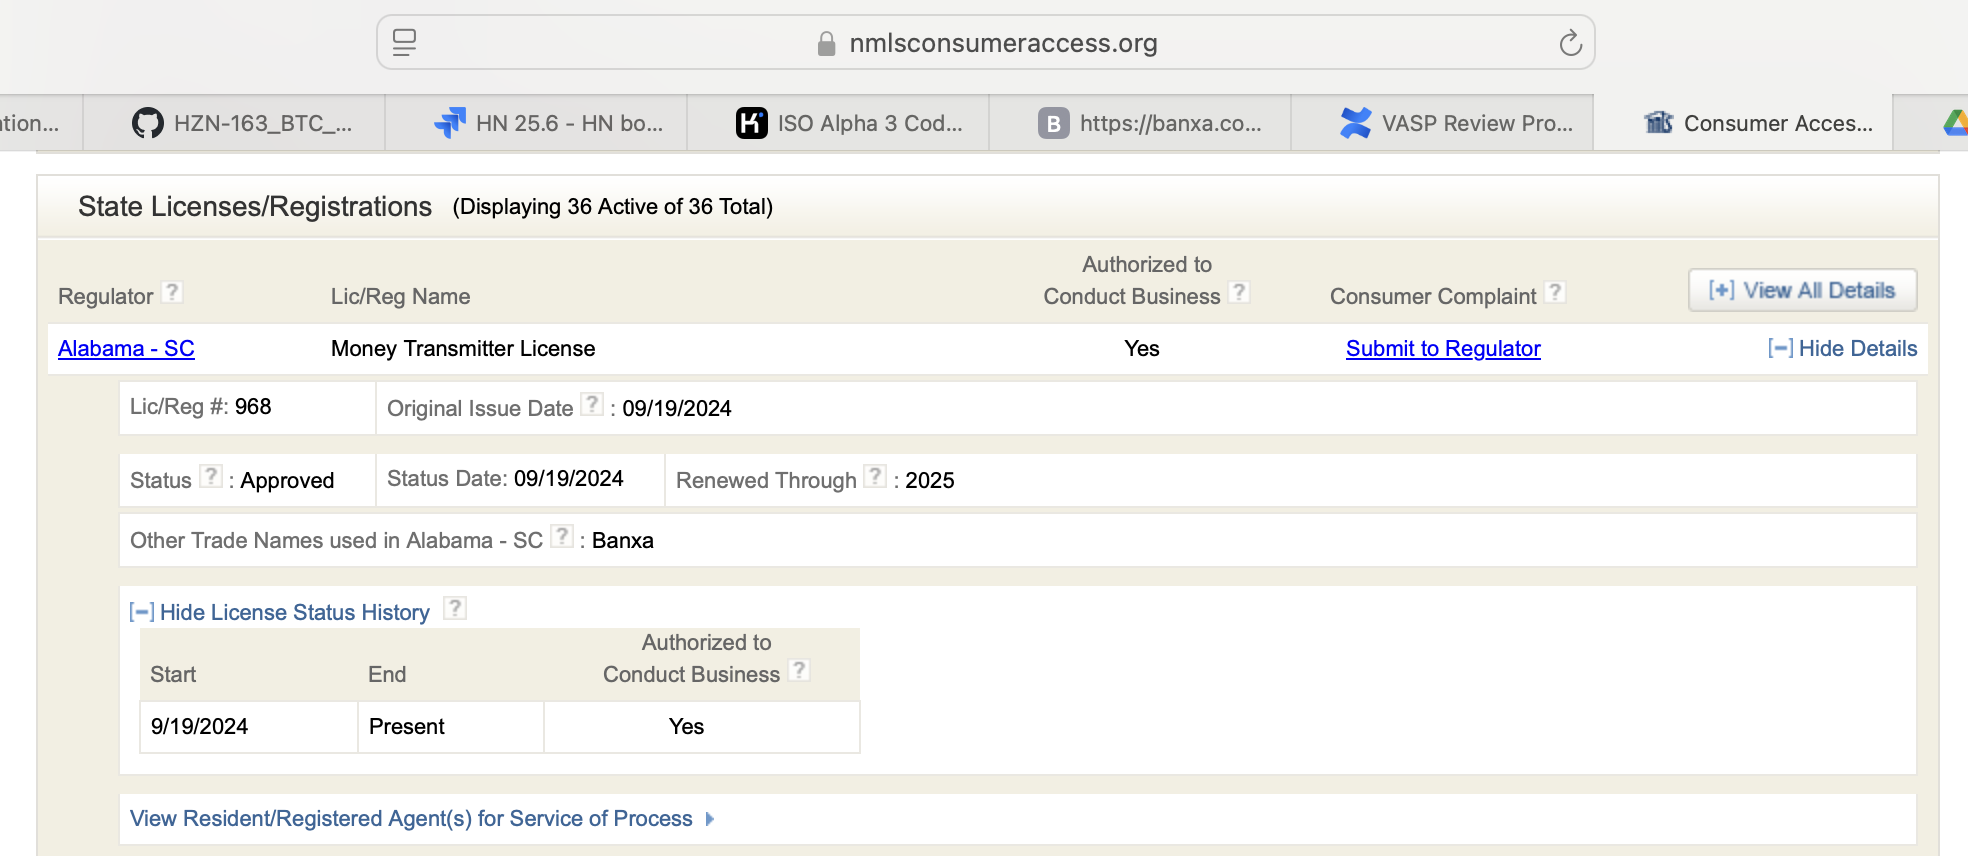 nmlsconsumeraccess.org
ation...
HZN-163_BTC_...
HN 25.6 - HN bo...
ISO Alpha 3 Cod...
B https://banxa.co...
VASP Review Pro...
Consumer Acces...
State Licenses/Registrations (Displaying 36 Active of 36 Total)
Regulator ? Lic/Reg Name Authorized to Conduct Business ? Consumer Complaint ? [+] View All Details
Alabama - SC Money Transmitter License Yes Submit to Regulator [−] Hide Details
Lic/Reg #: 968 Original Issue Date ? : 09/19/2024
Status ? : Approved Status Date: 09/19/2024 Renewed Through ? : 2025
Other Trade Names used in Alabama - SC ? : Banxa
[−] Hide License Status History ?
Start End Authorized to Conduct Business ?
9/19/2024 Present Yes
View Resident/Registered Agent(s) for Service of Process